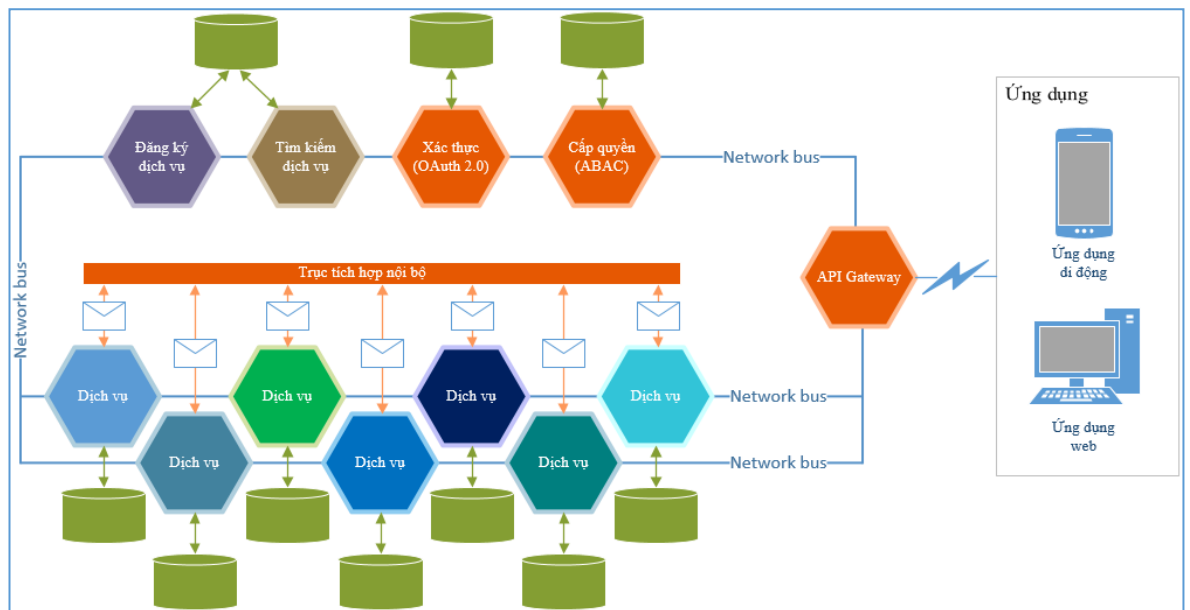 Đăng ký
dịch vụ
Tìm kiếm
dịch vụ
Xác thực
(OAuth 2.0)
Cấp quyền
(ABAC)
Network bus
Ứng dụng
Ứng dụng
di động
Network bus
Trục tích hợp nội bộ
API Gateway
Dịch vụ
Dịch vụ
Dịch vụ
Dịch vụ
Network bus
Dịch vụ
Dịch vụ
Dịch vụ
Network bus
Ứng dụng
web